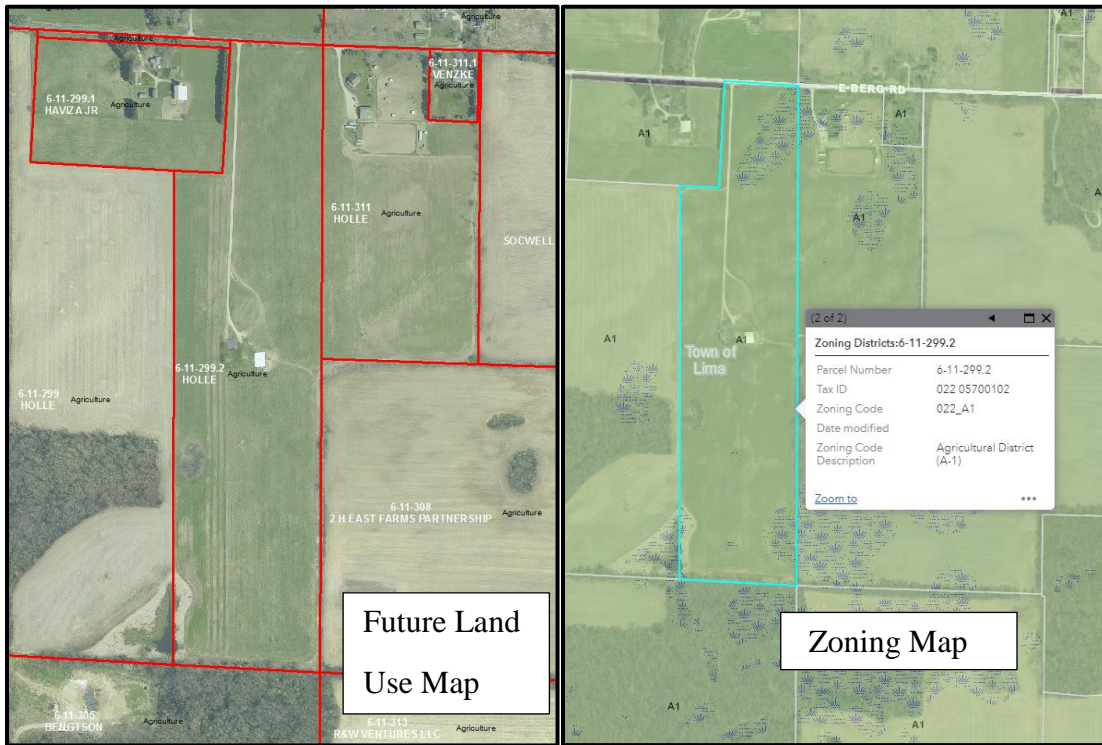 Agriculture
6-11-299.1
HAVIZA JR
Agriculture
6-11-311.1
VENZKE
Agriculture
6-11-311
HOLLE
Agriculture
SOCWELL
6-11-299.2
HOLLE
Agriculture
6-11-299
HOLLE
Agriculture
6-11-308
2 H EAST FARMS PARTNERSHIP
Agriculture
6-11-305
BENGTSON
Agriculture
6-11-313
R&W VENTURES LLC
Agriculture
Future Land
Use Map
A1
E BERG RD
A1
A1
A1
A1
A1
A1
Town of
Lima
(2 of 2)
Zoning Districts:6-11-299.2
Parcel Number 6-11-299.2
Tax ID 022 05700102
Zoning Code 022_A1
Date modified
Zoning Code Agricultural District
Description (A-1)
Zoom to
Zoning Map
A1
A1
A1